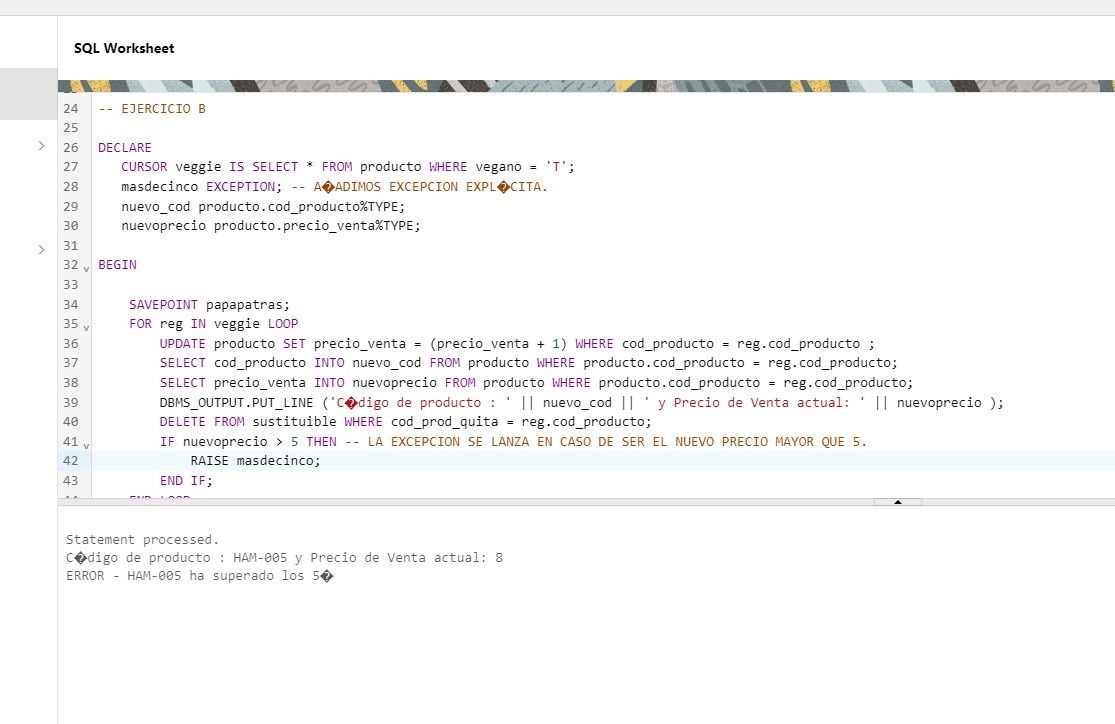 SQL Worksheet
24 -- EJERCICIO B
25
26 DECLARE
27 CURSOR veggie IS SELECT * FROM producto WHERE vegano = 'T';
28 masdecinco EXCEPTION; -- A�ADIMOS EXCEPCION EXPL�CITA.
29 nuevo_cod producto.cod_producto%TYPE;
30 nuevoprecio producto.precio_venta%TYPE;
31
32 BEGIN
33
34 SAVEPOINT papapatras;
35 FOR reg IN veggie LOOP
36 UPDATE producto SET precio_venta = (precio_venta + 1) WHERE cod_producto = reg.cod_producto ;
37 SELECT cod_producto INTO nuevo_cod FROM producto WHERE producto.cod_producto = reg.cod_producto;
38 SELECT precio_venta INTO nuevoprecio FROM producto WHERE producto.cod_producto = reg.cod_producto;
39 DBMS_OUTPUT.PUT_LINE ('C�digo de producto : ' || nuevo_cod || ' y Precio de Venta actual: ' || nuevoprecio );
40 DELETE FROM sustituible WHERE cod_prod_quita = reg.cod_producto;
41 IF nuevoprecio > 5 THEN -- LA EXCEPCION SE LANZA EN CASO DE SER EL NUEVO PRECIO MAYOR QUE 5.
42 RAISE masdecinco;
43 END IF;
44 END LOOP
Statement processed.
C�digo de producto : HAM-005 y Precio de Venta actual: 8
ERROR - HAM-005 ha superado los 5�